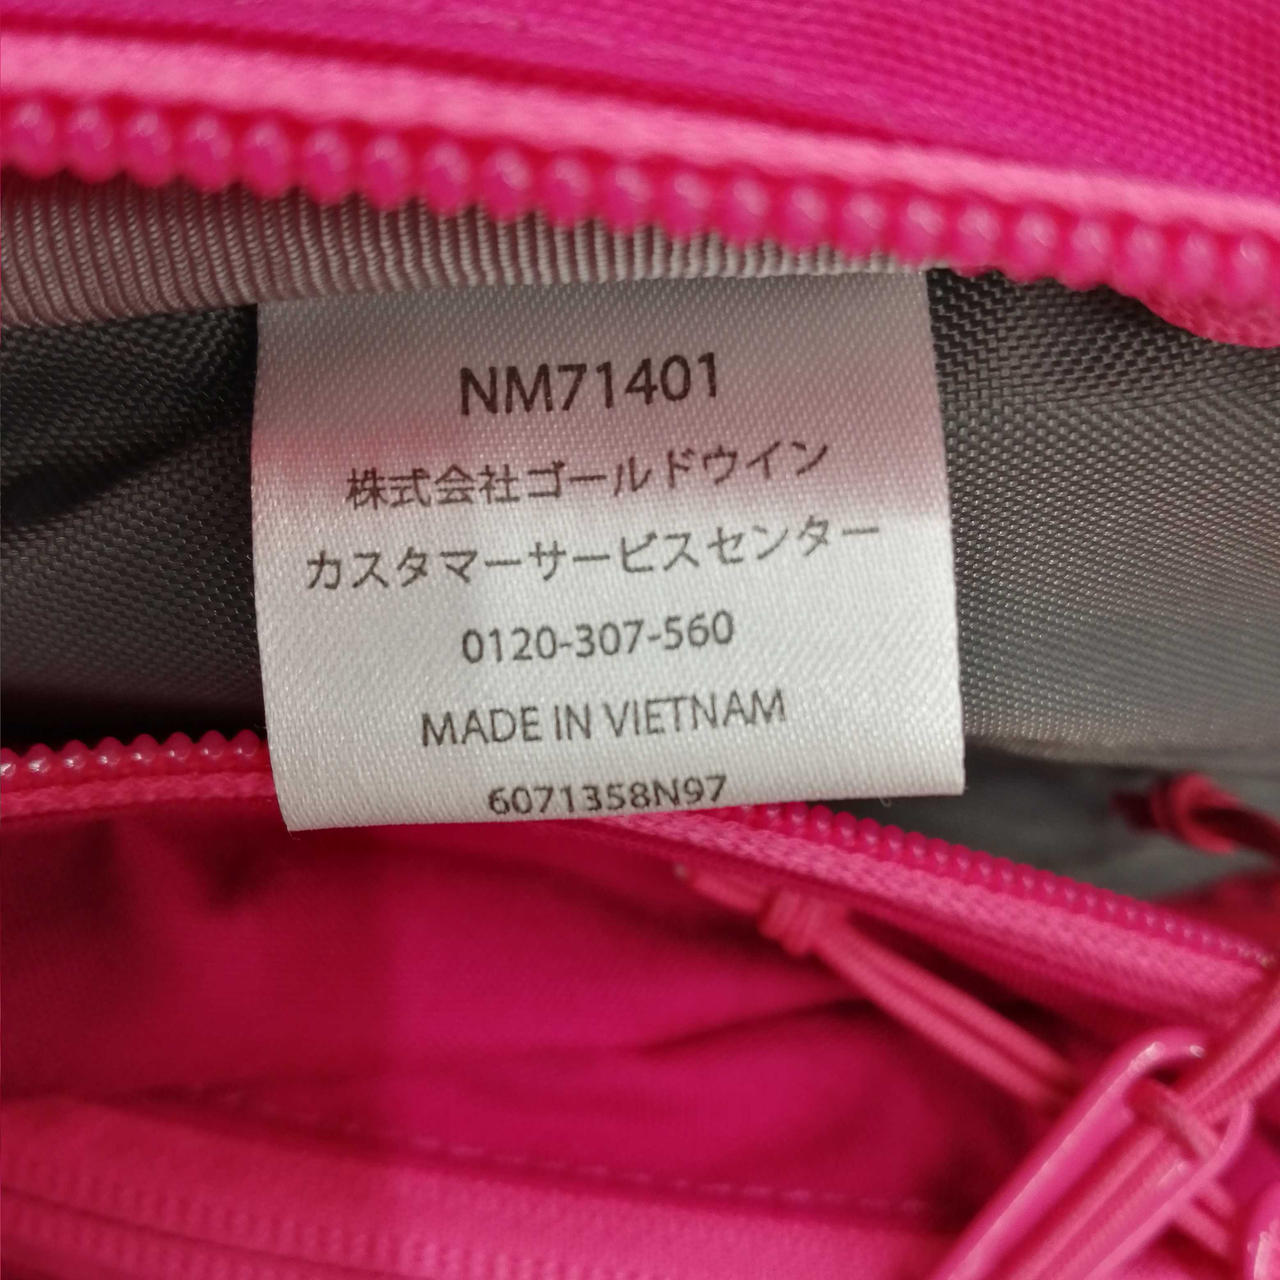 NM71401
株式会社ゴールドウイン
カスタマーサービスセンター
0120-307-560
MADE IN VIETNAM
6071358N97